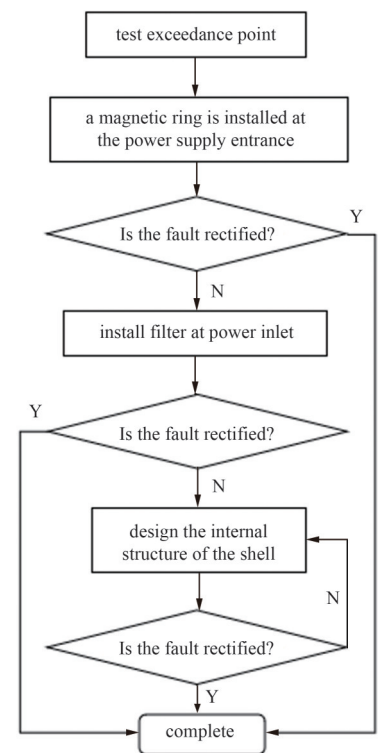 test exceedance point
a magnetic ring is installed at
the power supply entrance
Y
Is the fault rectified?
N
install filter at power inlet
Y
Is the fault rectified?
N
design the internal
structure of the shell
N
Is the fault rectified?
Y
complete